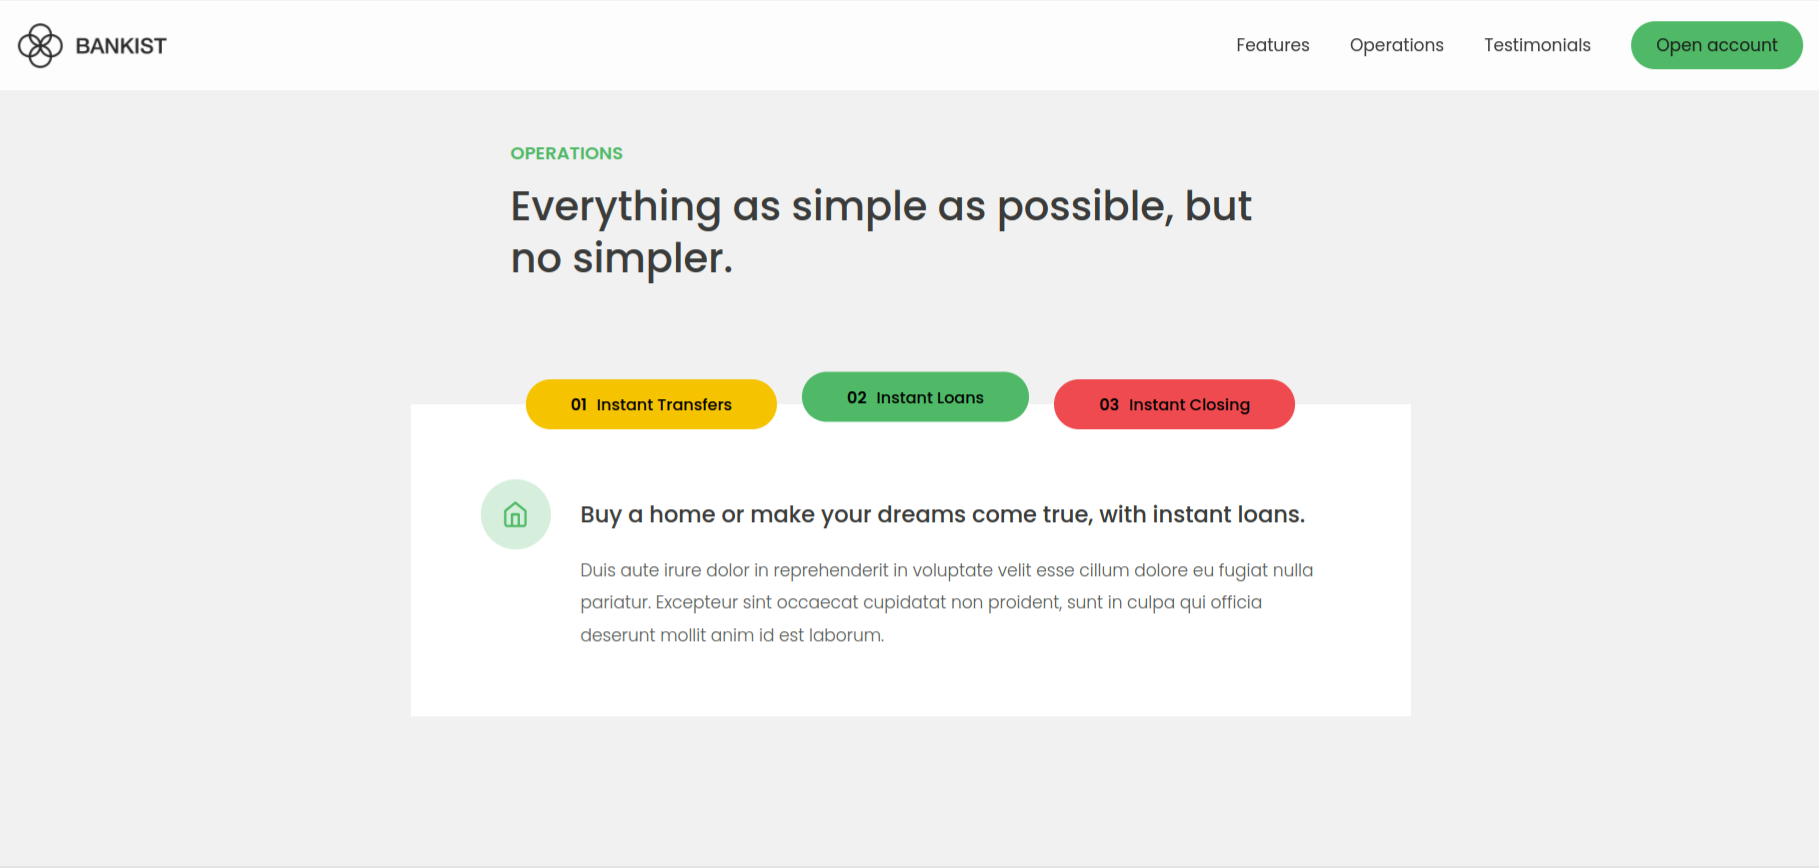 BANKIST
Features
Operations
Testimonials
Open account
OPERATIONS
Everything as simple as possible, but
no simpler.
01 Instant Transfers
02 Instant Loans
03 Instant Closing
Buy a home or make your dreams come true, with instant loans.
Duis aute irure dolor in reprehenderit in voluptate velit esse cillum dolore eu fugiat nulla
pariatur. Excepteur sint occaecat cupidatat non proident, sunt in culpa qui officia
deserunt mollit anim id est laborum.